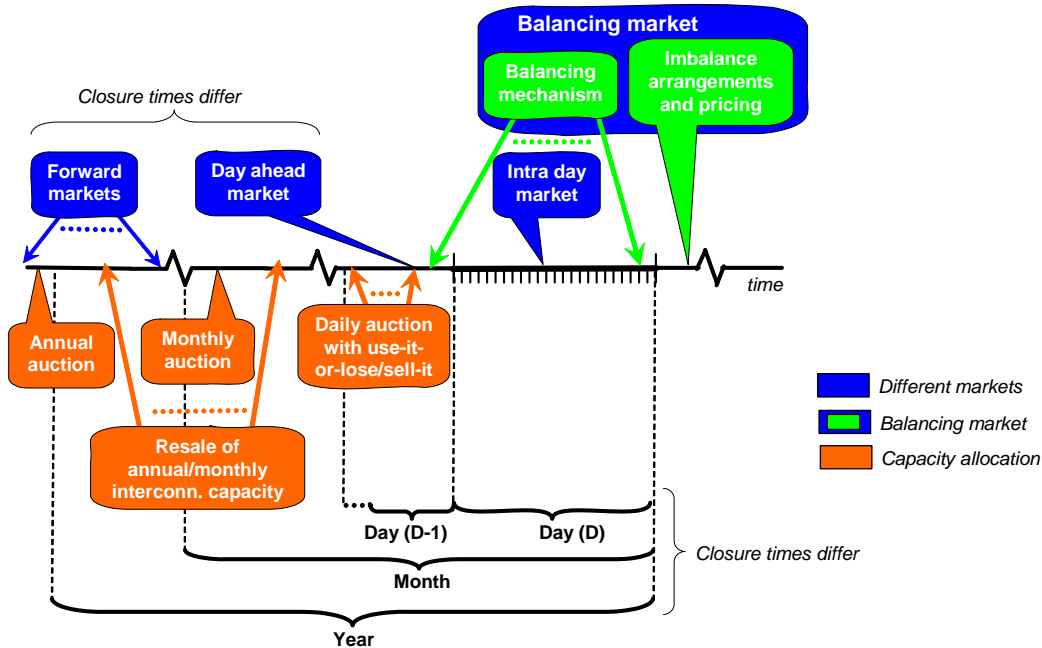 Balancing market
Balancing
mechanism
Imbalance
arrangements
and pricing
Closure times differ
Forward
markets
Day ahead
market
Intra day
market
time
Annual
auction
Monthly
auction
Daily auction
with use-it-
or-lose/sell-it
Resale of
annual/monthly
interconn. capacity
Different markets
Balancing market
Capacity allocation
Day (D-1)
Day (D)
Closure times differ
Month
Year